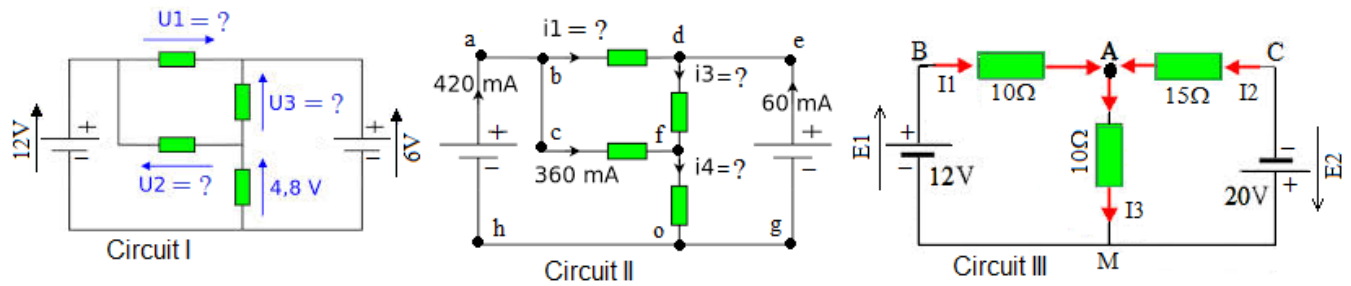 U1 = ?
12V
+
−
U3 = ?
U2 = ?
4,8 V
+
−
6V
Circuit I
i1 = ?
a
b
d
e
420 mA
i3 = ?
60 mA
+
−
c
f
360 mA
i4 = ?
+
−
h
o
g
Circuit II
B
A
C
I1
10Ω
15Ω
I2
E1
+
−
12V
10Ω
I3
−
+
20V
E2
M
Circuit III